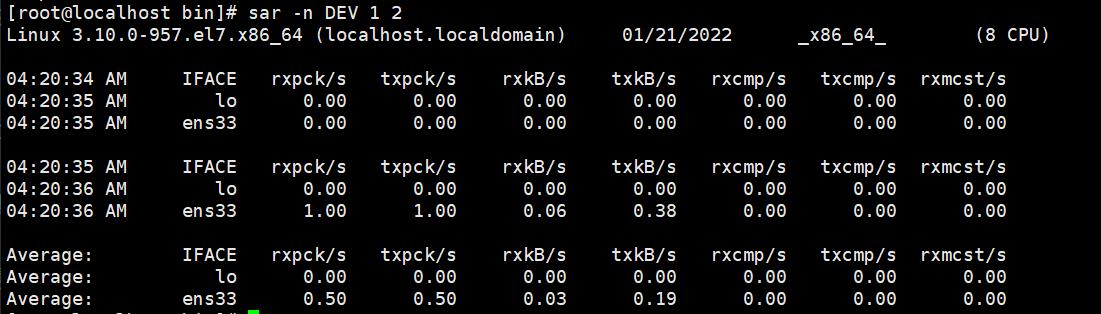 [root@localhost bin]# sar -n DEV 1 2
Linux 3.10.0-957.el7.x86_64 (localhost.localdomain)     01/21/2022      _x86_64_        (8 CPU)
04:20:34 AM     IFACE   rxpck/s   txpck/s    rxkB/s    txkB/s   rxcmp/s   txcmp/s  rxmcst/s
04:20:35 AM        lo      0.00      0.00      0.00      0.00      0.00      0.00      0.00
04:20:35 AM     ens33      0.00      0.00      0.00      0.00      0.00      0.00      0.00
04:20:35 AM     IFACE   rxpck/s   txpck/s    rxkB/s    txkB/s   rxcmp/s   txcmp/s  rxmcst/s
04:20:36 AM        lo      0.00      0.00      0.00      0.00      0.00      0.00      0.00
04:20:36 AM     ens33      1.00      1.00      0.06      0.38      0.00      0.00      0.00
Average:        IFACE   rxpck/s   txpck/s    rxkB/s    txkB/s   rxcmp/s   txcmp/s  rxmcst/s
Average:           lo      0.00      0.00      0.00      0.00      0.00      0.00      0.00
Average:        ens33      0.50      0.50      0.03      0.19      0.00      0.00      0.00